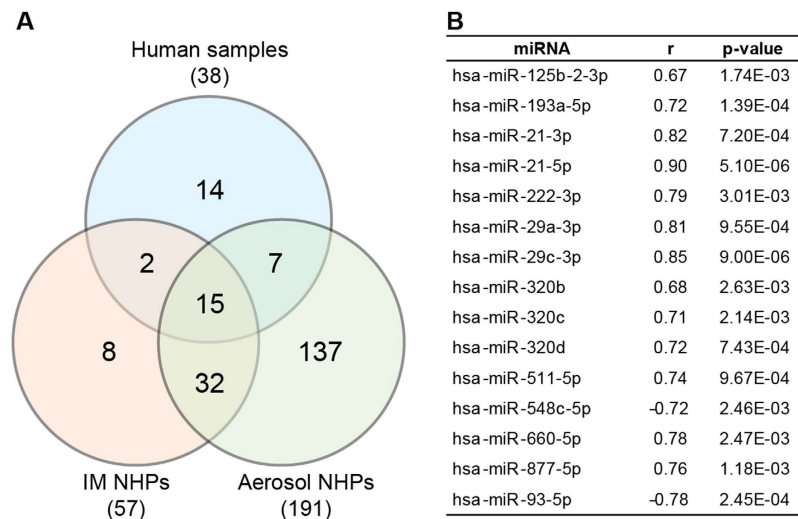 A
Human samples
(38)
14
2
7
15
8
137
32
IM NHPs
(57)
Aerosol NHPs
(191)
B
miRNA r p-value
hsa-miR-125b-2-3p 0.67 1.74E-03
hsa-miR-193a-5p 0.72 1.39E-03
hsa-miR-21-3p 0.82 7.20E-04
hsa-miR-21-5p 0.90 5.10E-06
hsa-miR-222-3p 0.79 3.01E-03
hsa-miR-29a-3p 0.81 9.55E-04
hsa-miR-29c-3p 0.85 9.00E-06
hsa-miR-320b 0.68 2.63E-03
hsa-miR-320c 0.71 2.14E-03
hsa-miR-320d 0.72 7.43E-04
hsa-miR-511-5p 0.74 9.67E-04
hsa-miR-548c-5p -0.72 2.46E-03
hsa-miR-660-5p 0.78 2.47E-03
hsa-miR-877-5p 0.76 1.18E-03
hsa-miR-93-5p -0.78 2.45E-04